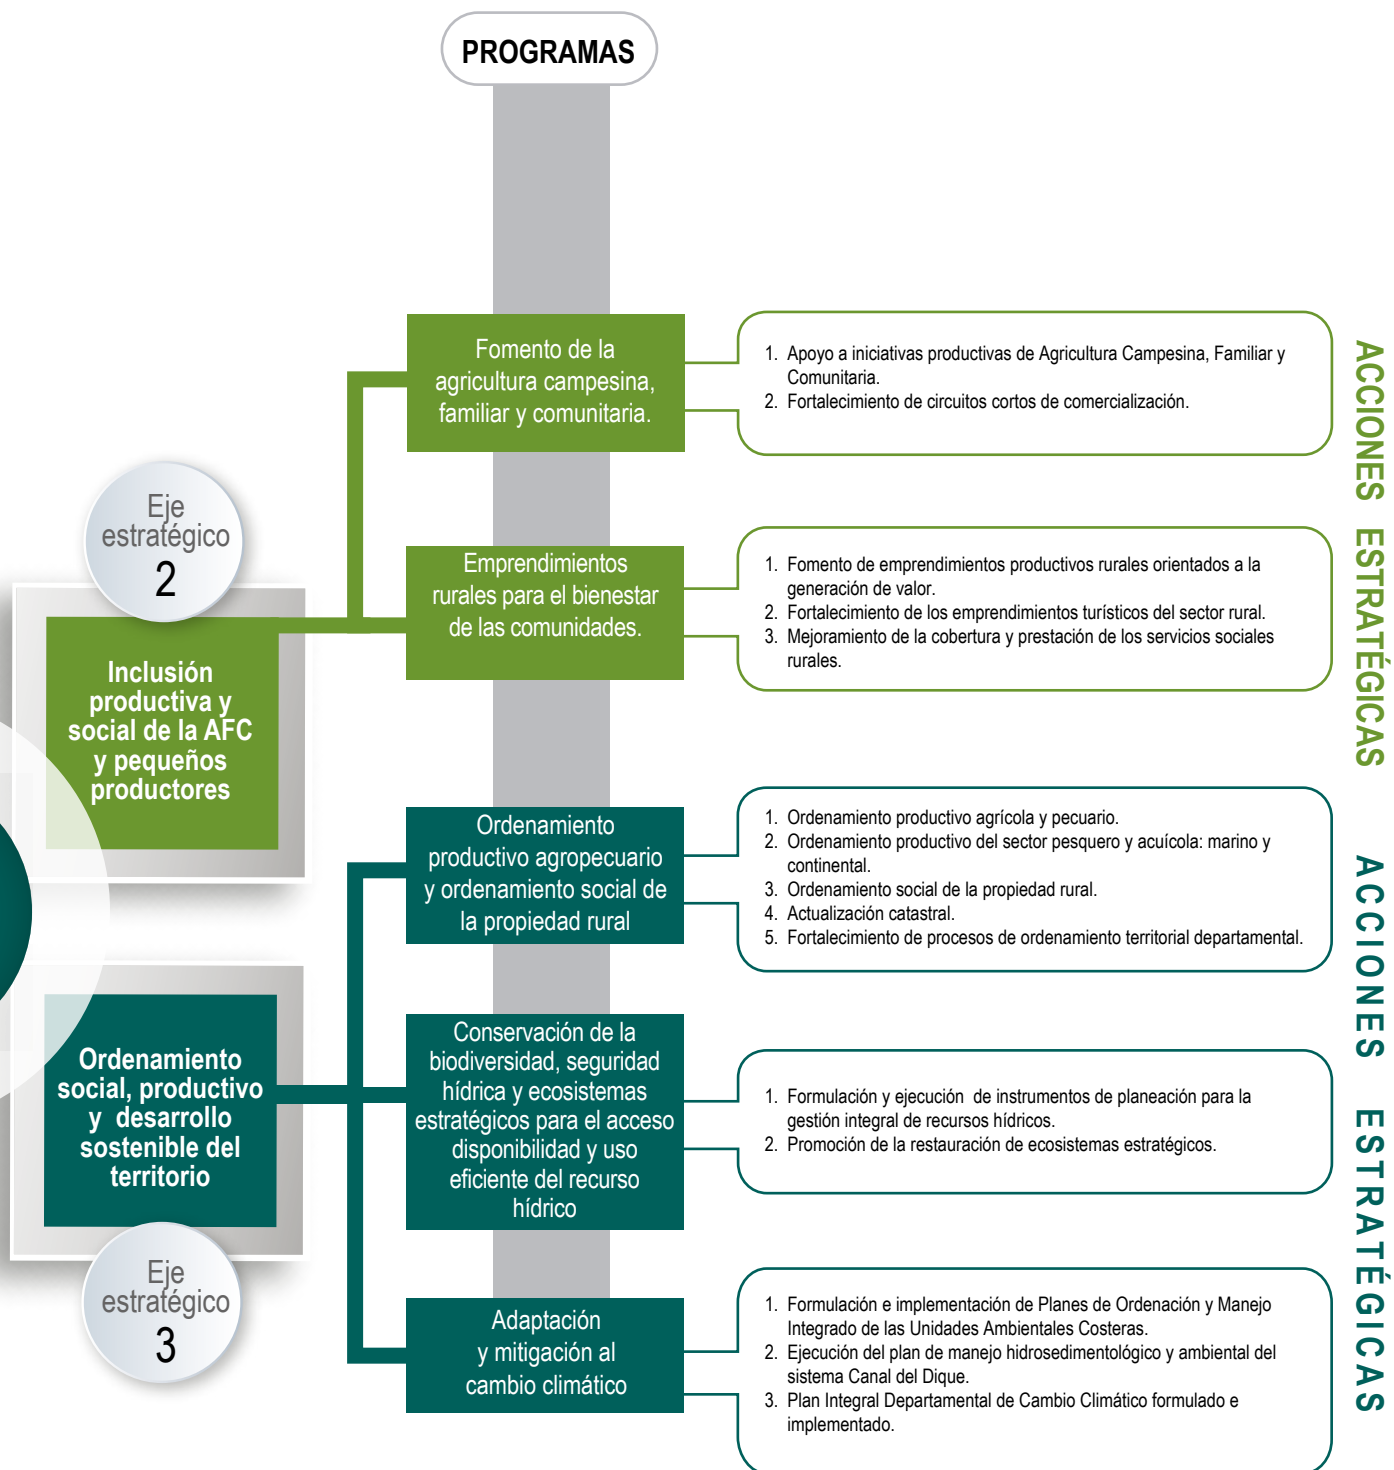 PROGRAMAS
Eje
estratégico
2
Inclusión
productiva y
social de la AFC
y pequeños
productores
Fomento de la
agricultura campesina,
familiar y comunitaria.
1. Apoyo a iniciativas productivas de Agricultura Campesina, Familiar y
Comunitaria.
2. Fortalecimiento de circuitos cortos de comercialización.
Emprendimientos
rurales para el bienestar
de las comunidades.
1. Fomento de emprendimientos productivos rurales orientados a la
generación de valor.
2. Fortalecimiento de los emprendimientos turísticos del sector rural.
3. Mejoramiento de la cobertura y prestación de los servicios sociales
rurales.
ACCIONES ESTRATÉGICAS
Ordenamiento
social, productivo
y desarrollo
sostenible del
territorio
Eje
estratégico
3
Ordenamiento
productivo agropecuario
y ordenamiento social de
la propiedad rural
1. Ordenamiento productivo agrícola y pecuario.
2. Ordenamiento productivo del sector pesquero y acuícola: marino y
continental.
3. Ordenamiento social de la propiedad rural.
4. Actualización catastral.
5. Fortalecimiento de procesos de ordenamiento territorial departamental.
Conservación de la
biodiversidad, seguridad
hídrica y ecosistemas
estratégicos para el acceso
disponibilidad y uso
eficiente del recurso
hídrico
1. Formulación y ejecución de instrumentos de planeación para la
gestión integral de recursos hídricos.
2. Promoción de la restauración de ecosistemas estratégicos.
Adaptación
y mitigación al
cambio climático
1. Formulación e implementación de Planes de Ordenación y Manejo
Integrado de las Unidades Ambientales Costeras.
2. Ejecución del plan de manejo hidrosedimentológico y ambiental del
sistema Canal del Dique.
3. Plan Integral Departamental de Cambio Climático formulado e
implementado.
ACCIONES ESTRATÉGICAS